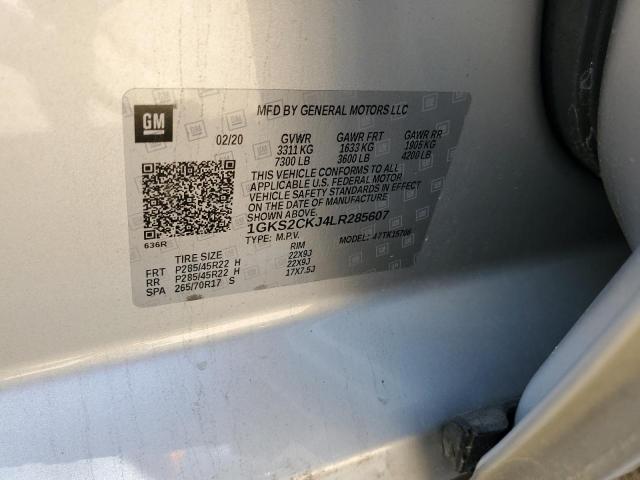 GM
MFD BY GENERAL MOTORS LLC
02/20 GVWR GAWR FRT GAWR RR
3311 KG 1633 KG 1905 KG
7300 LB 3600 LB 4200 LB
THIS VEHICLE CONFORMS TO ALL
APPLICABLE U.S. FEDERAL MOTOR
VEHICLE SAFETY STANDARDS IN EFFECT
ON THE DATE OF MANUFACTURE
SHOWN ABOVE.
1GKS2CKJ4LR285607
636R
TYPE: M.P.V. MODEL: 4YTK15706
TIRE SIZE RIM
FRT P285/45R22 H 22X9J
RR P285/45R22 H 22X9J
SPA 265/70R17 S 17X7.5J